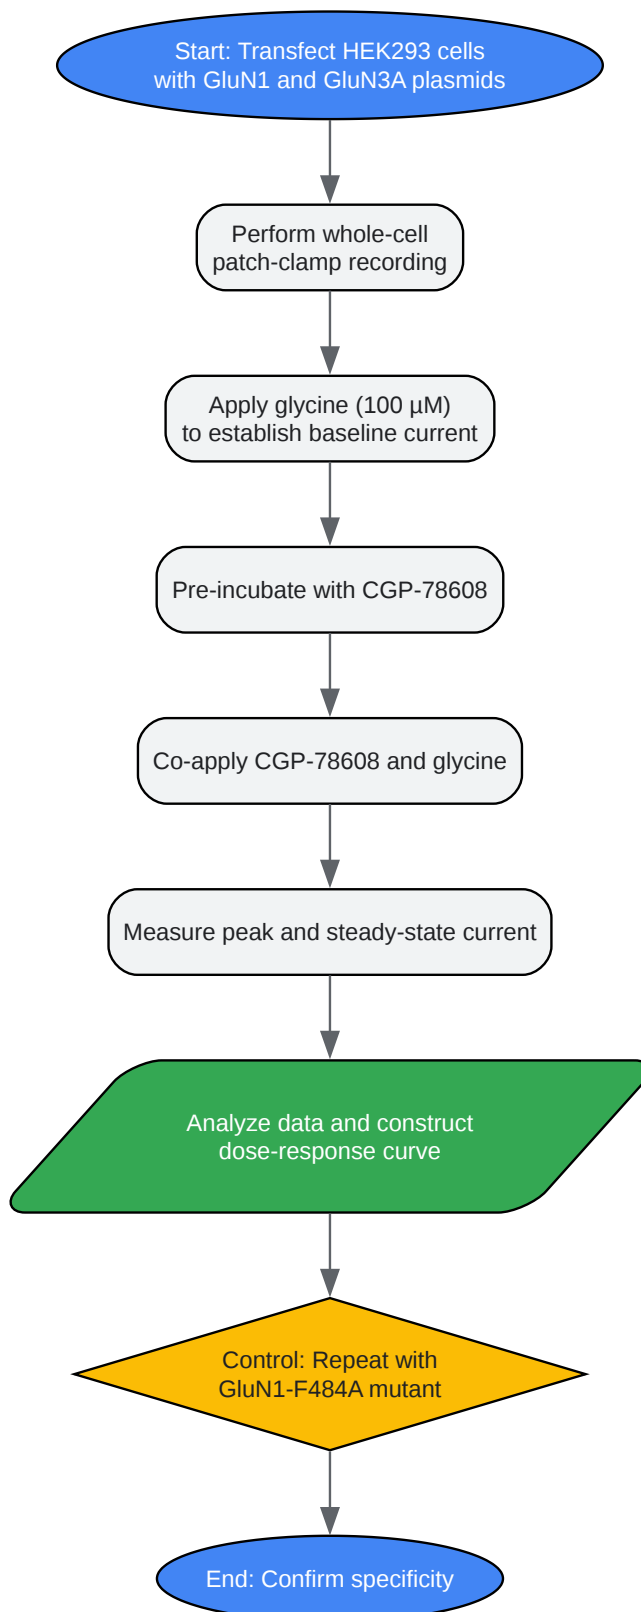 Start: Transfect HEK293 cells
with GluN1 and GluN3A plasmids
Perform whole-cell
patch-clamp recording
Apply glycine (100 µM)
to establish baseline current
Pre-incubate with CGP-78608
Co-apply CGP-78608 and glycine
Measure peak and steady-state current
Analyze data and construct
dose-response curve
Control: Repeat with
GluN1-F484A mutant
End: Confirm specificity